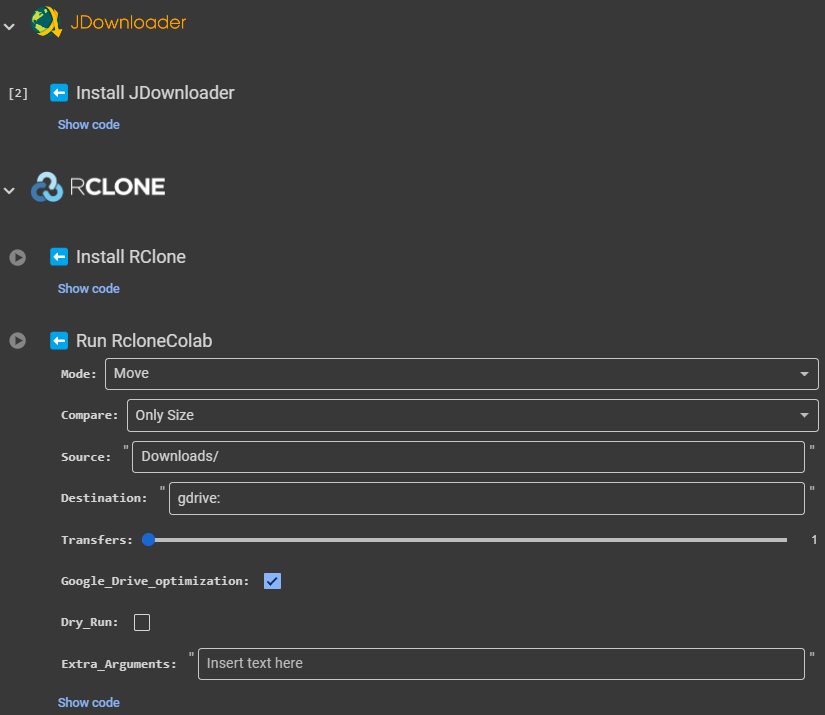 JDownloader
[2] Install JDownloader
Show code
RCLONE
Install RClone
Show code
Run RcloneColab
Mode: Move
Compare: Only Size
Source: " Downloads/ "
Destination: " gdrive: "
Transfers: 1
Google_Drive_optimization:
Dry_Run:
Extra_Arguments: " Insert text here "
Show code